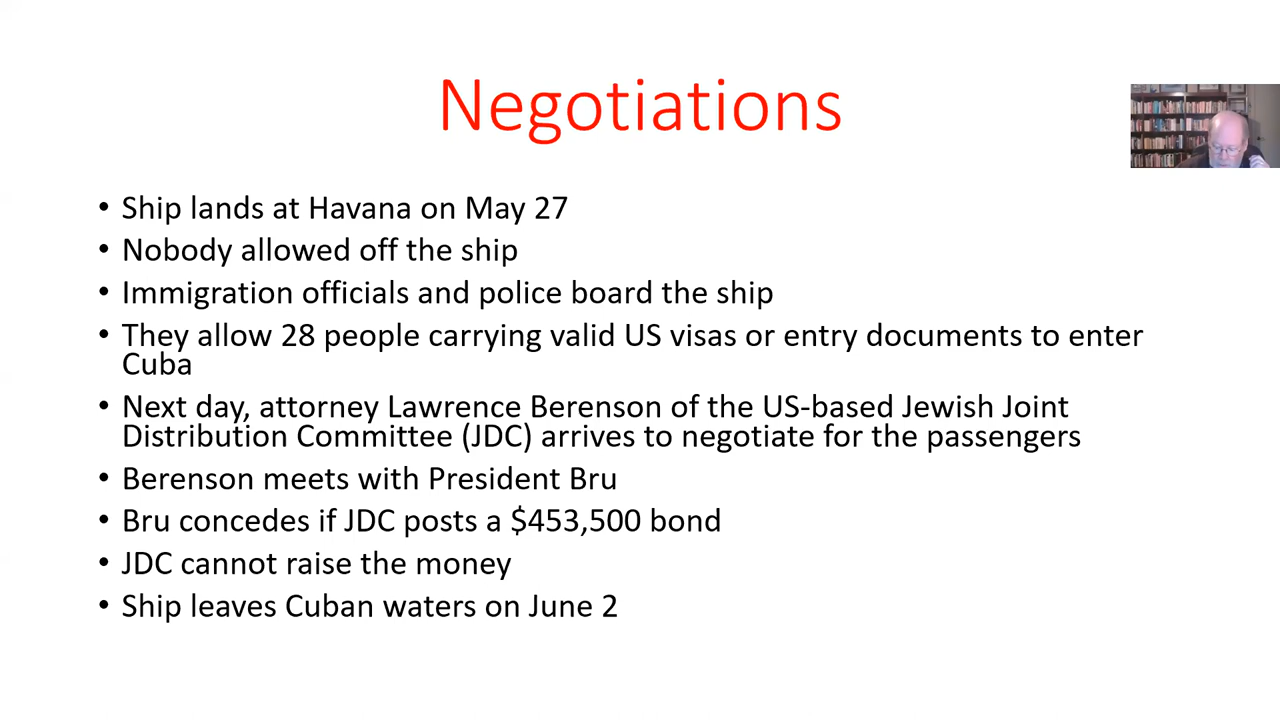 Negotiations
• Ship lands at Havana on May 27
• Nobody allowed off the ship
• Immigration officials and police board the ship
• They allow 28 people carrying valid US visas or entry documents to enter
Cuba
• Next day, attorney Lawrence Berenson of the US-based Jewish Joint
Distribution Committee (JDC) arrives to negotiate for the passengers
• Berenson meets with President Bru
• Bru concedes if JDC posts a $453,500 bond
• JDC cannot raise the money
• Ship leaves Cuban waters on June 2